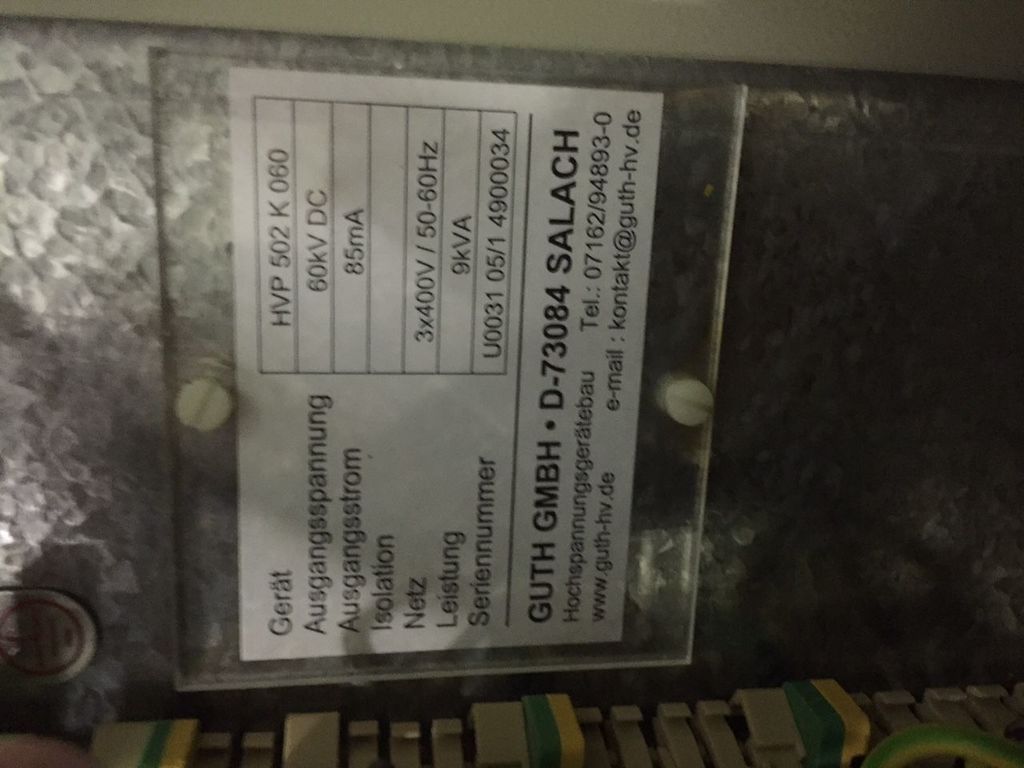 Gerät HVP 502 K 060
Ausgangsspannung 60kV DC
Ausgangsstrom 85mA
Isolation
Netz 3x400V / 50-60Hz
Leistung 9kVA
Seriennummer U0031 05/1 4900034
GUTH GMBH • D-73084 SALACH
Hochspannungsgerätebau Tel.: 07162/948893-0
www.guth-hv.de e-mail : kontakt@guth-hv.de